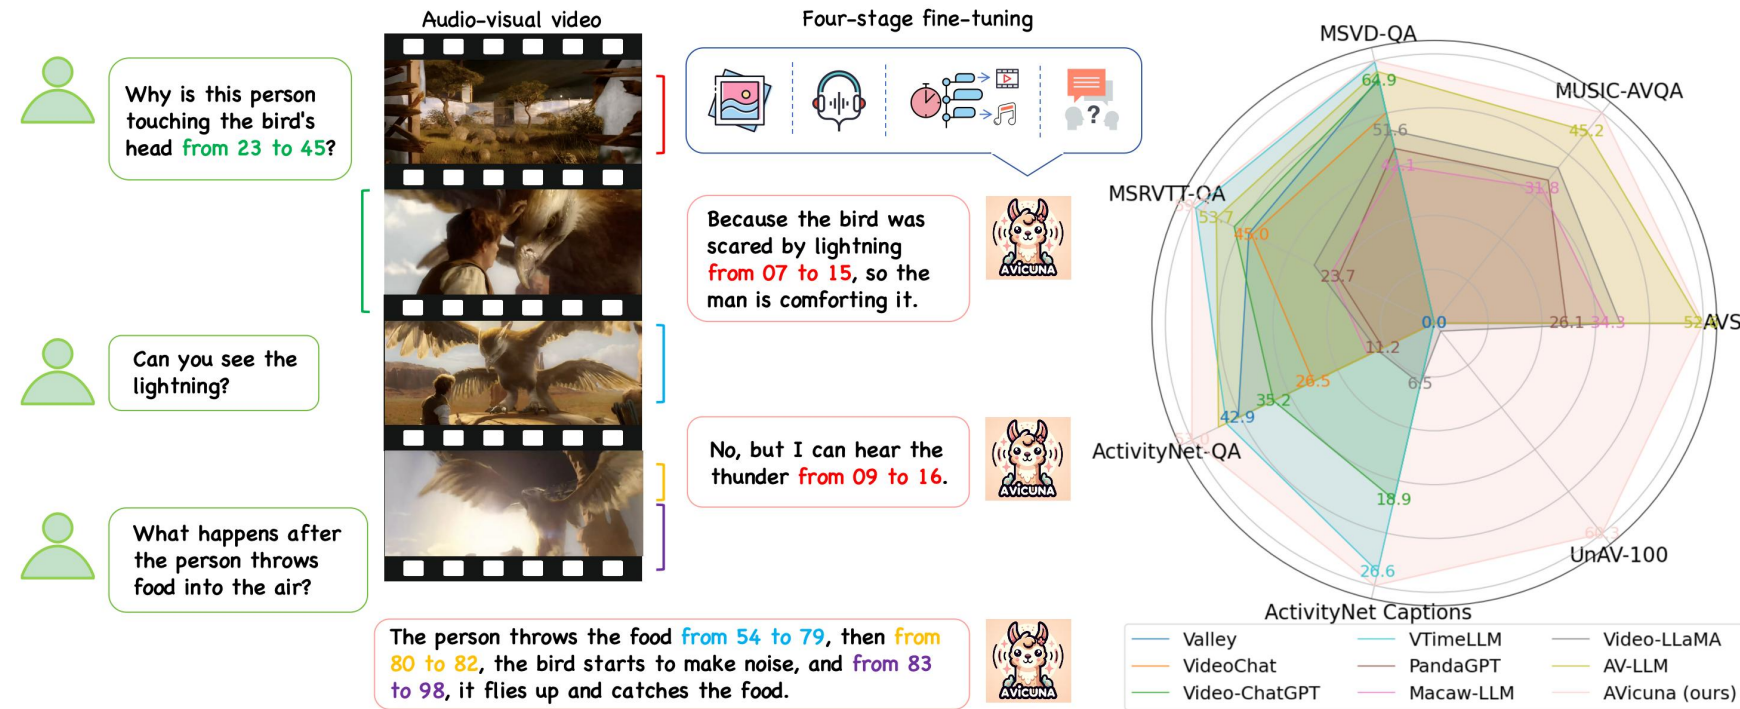 Audio-visual video
Four-stage fine-tuning
Why is this person
touching the bird's
head from 23 to 45?
?
Because the bird was
scared by lightning
from 07 to 15, so the
man is comforting it.
AVicuna
Can you see the
lightning?
No, but I can hear the
thunder from 09 to 16.
AVicuna
What happens after
the person throws
food into the air?
The person throws the food from 54 to 79, then from
80 to 82, the bird starts to make noise, and from 83
to 98, it flies up and catches the food.
AVicuna
MSVD-QA
64.9
MUSIC-AVQA
51.6
45.2
31.8
MSRVTT-QA
53.7
45.0
23.7
0.0
26.1
34.3
AVS
11.2
6.5
26.5
35.2
42.9
ActivityNet-QA
18.9
60.3
UnAV-100
26.6
ActivityNet Captions
Valley
VTimeLLM
Video-LLaMA
VideoChat
PandaGPT
AV-LLM
Video-ChatGPT
Macaw-LLM
AVicuna (ours)